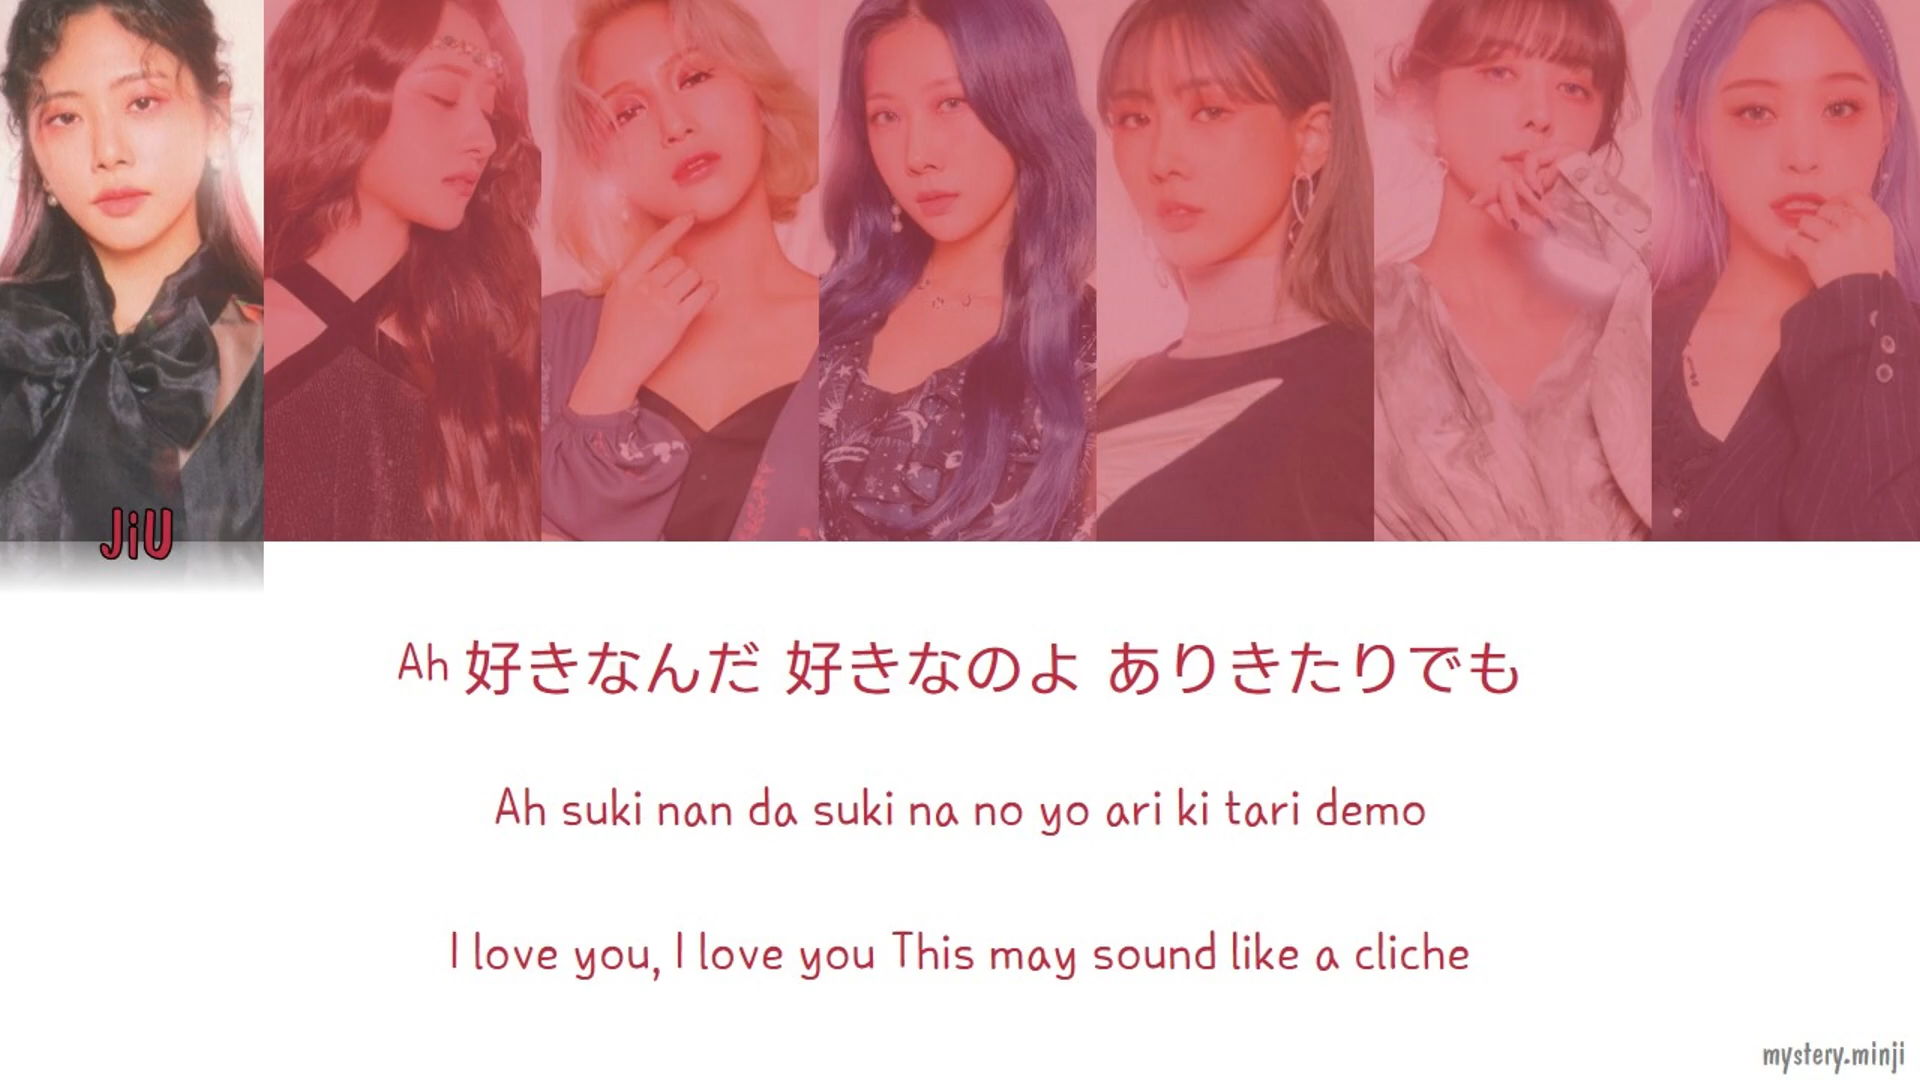 JiU
Ah 好きなんだ 好きなのよ ありきたりでも
Ah suki nan da suki na no yo ari ki tari demo
I love you, I love you This may sound like a cliche
mystery.minji